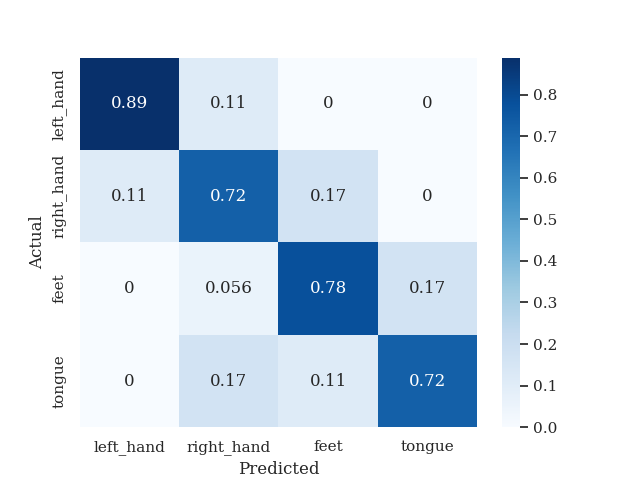 Actual
left_hand 0.89 0.11 0 0
right_hand 0.11 0.72 0.17 0
feet 0 0.056 0.78 0.17
tongue 0 0.17 0.11 0.72
left_hand right_hand feet tongue
Predicted
0.8
0.7
0.6
0.5
0.4
0.3
0.2
0.1
0.0